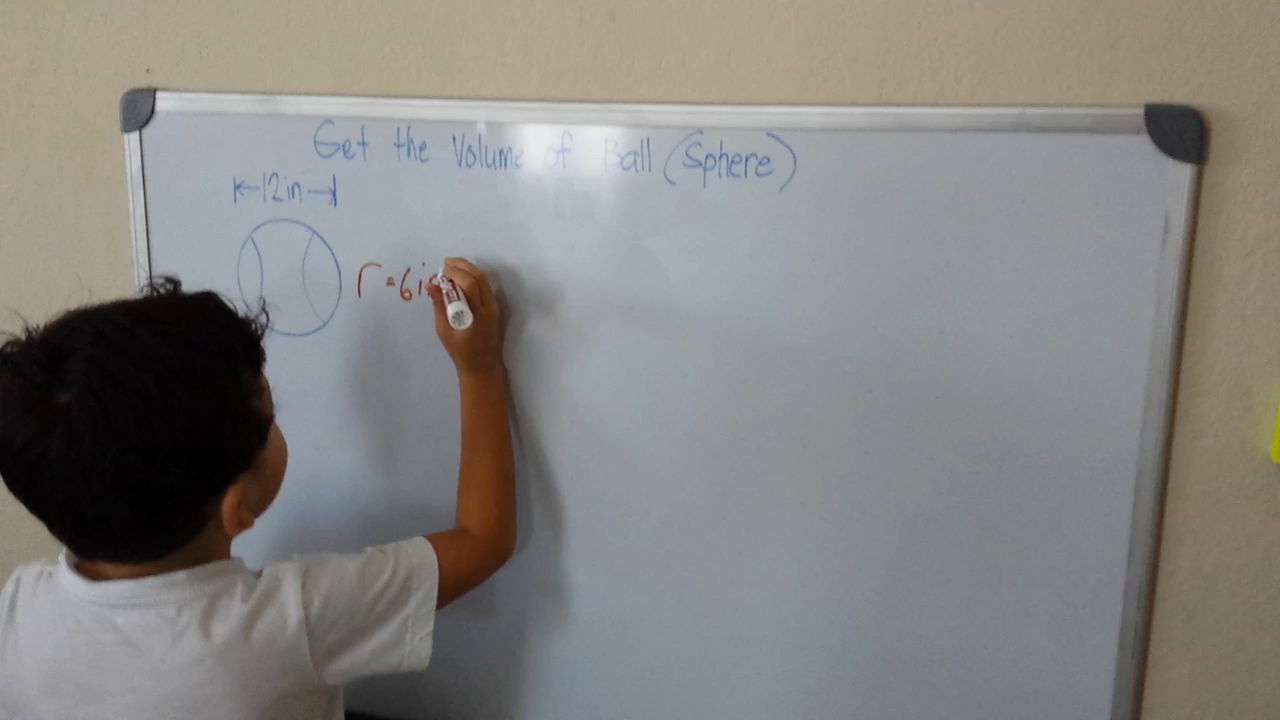 Get the Volume of Ball (Sphere)
12in
r=6i